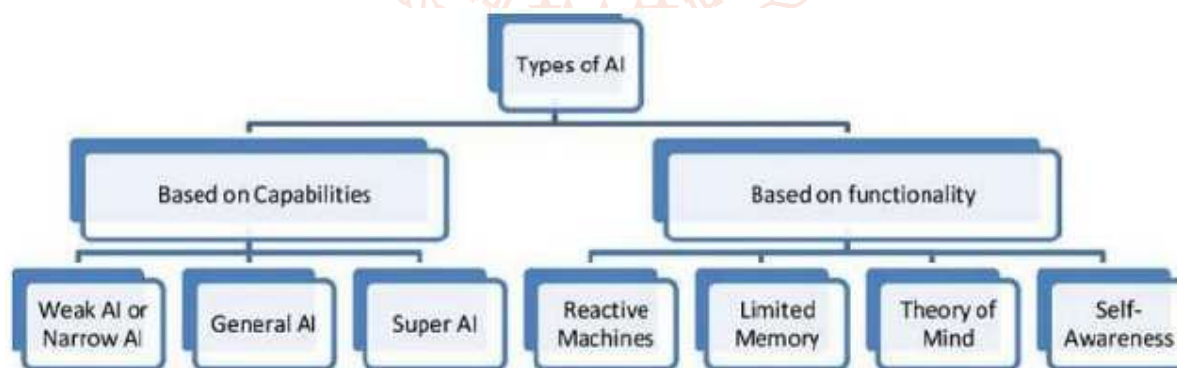 Types of AI
Based on Capabilities
Based on functionality
Weak AI or
Narrow AI
General AI
Super AI
Reactive
Machines
Limited
Memory
Theory of
Mind
Self-
Awareness